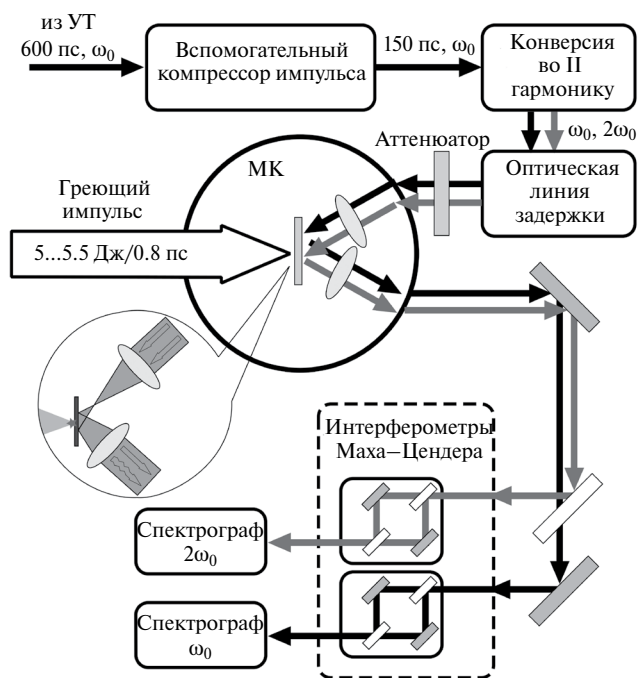 из УТ
600 пс, ω₀
Вспомогательный
компрессор импульса
150 пс, ω₀
Конверсия
во II
гармонику
ω₀, 2ω₀
Аттенюатор
Оптическая
линия
задержки
МК
Греющий
импульс
5...5.5 Дж/0.8 пс
Интерферометры
Маха–Цендера
Спектрограф
2ω₀
Спектрограф
ω₀